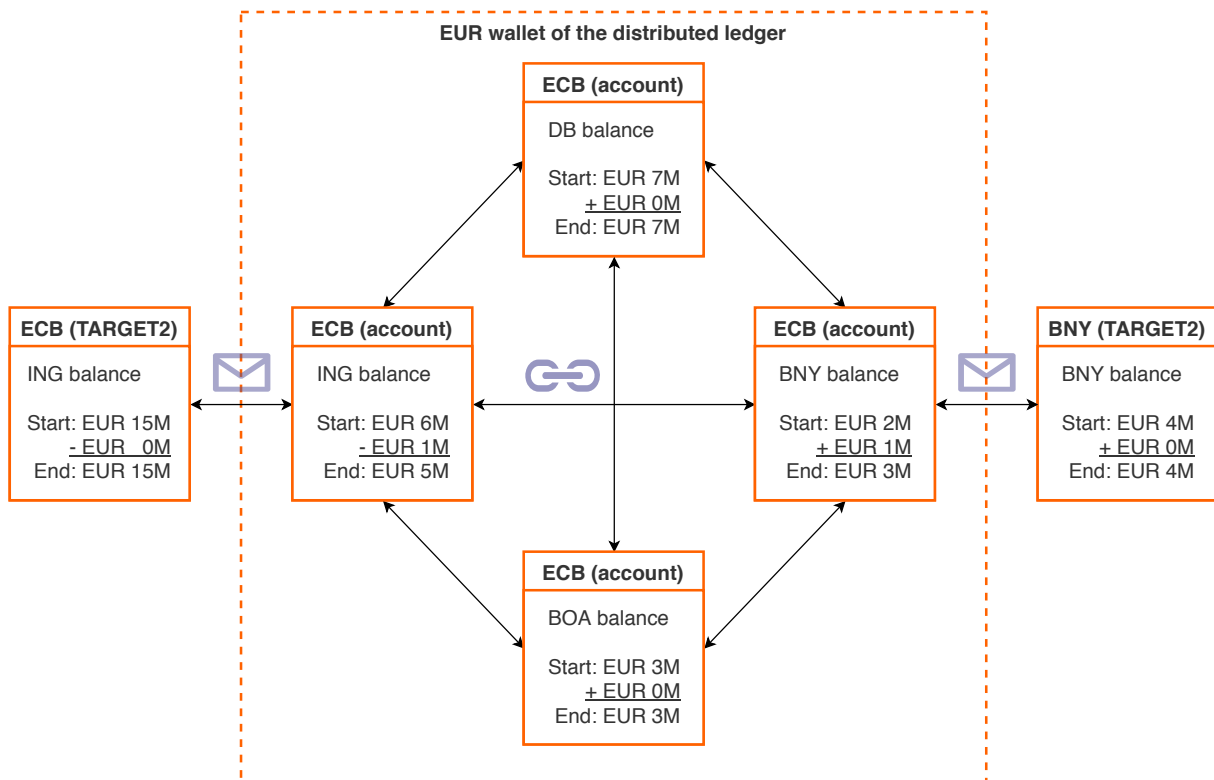 EUR wallet of the distributed ledger
ECB (account)
DB balance
Start: EUR 7M
+ EUR 0M
End: EUR 7M
ECB (TARGET2)
ING balance
Start: EUR 15M
- EUR 0M
End: EUR 15M
ECB (account)
ING balance
Start: EUR 6M
- EUR 1M
End: EUR 5M
ECB (account)
BNY balance
Start: EUR 2M
+ EUR 1M
End: EUR 3M
BNY (TARGET2)
BNY balance
Start: EUR 4M
+ EUR 0M
End: EUR 4M
ECB (account)
BOA balance
Start: EUR 3M
+ EUR 0M
End: EUR 3M